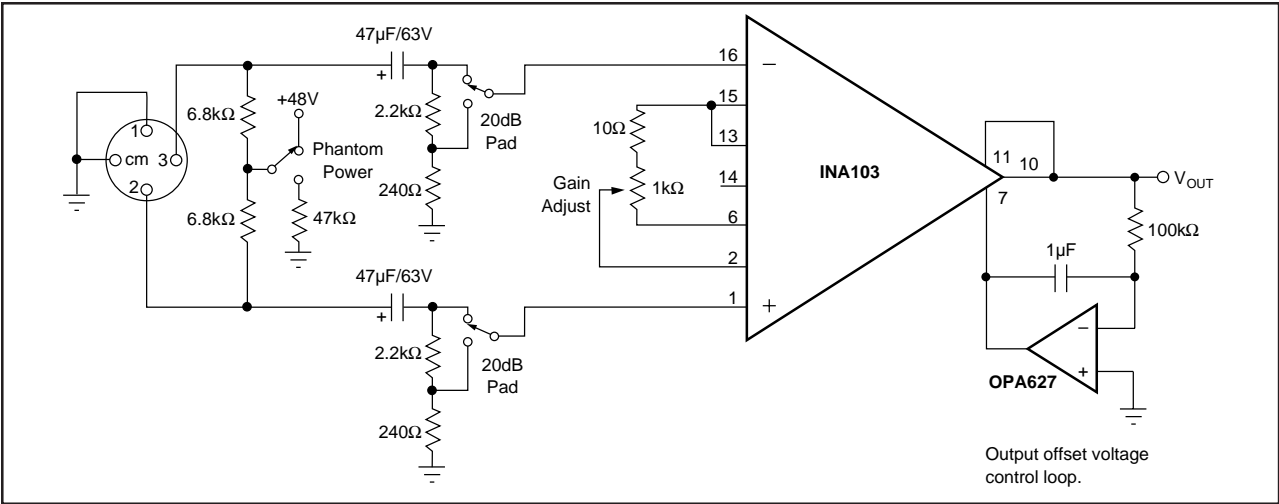 47µF/63V
+
6.8kΩ
+48V
2.2kΩ
20dB
Pad
Phantom
Power
1
cm
3
2
240Ω
6.8kΩ
47kΩ
47µF/63V
+
2.2kΩ
20dB
Pad
240Ω
16
–
15
10Ω
13
14
Gain
Adjust
1kΩ
6
2
1
+
INA103
11
10
7
VOUT
100kΩ
1µF
–
+
OPA627
Output offset voltage
control loop.